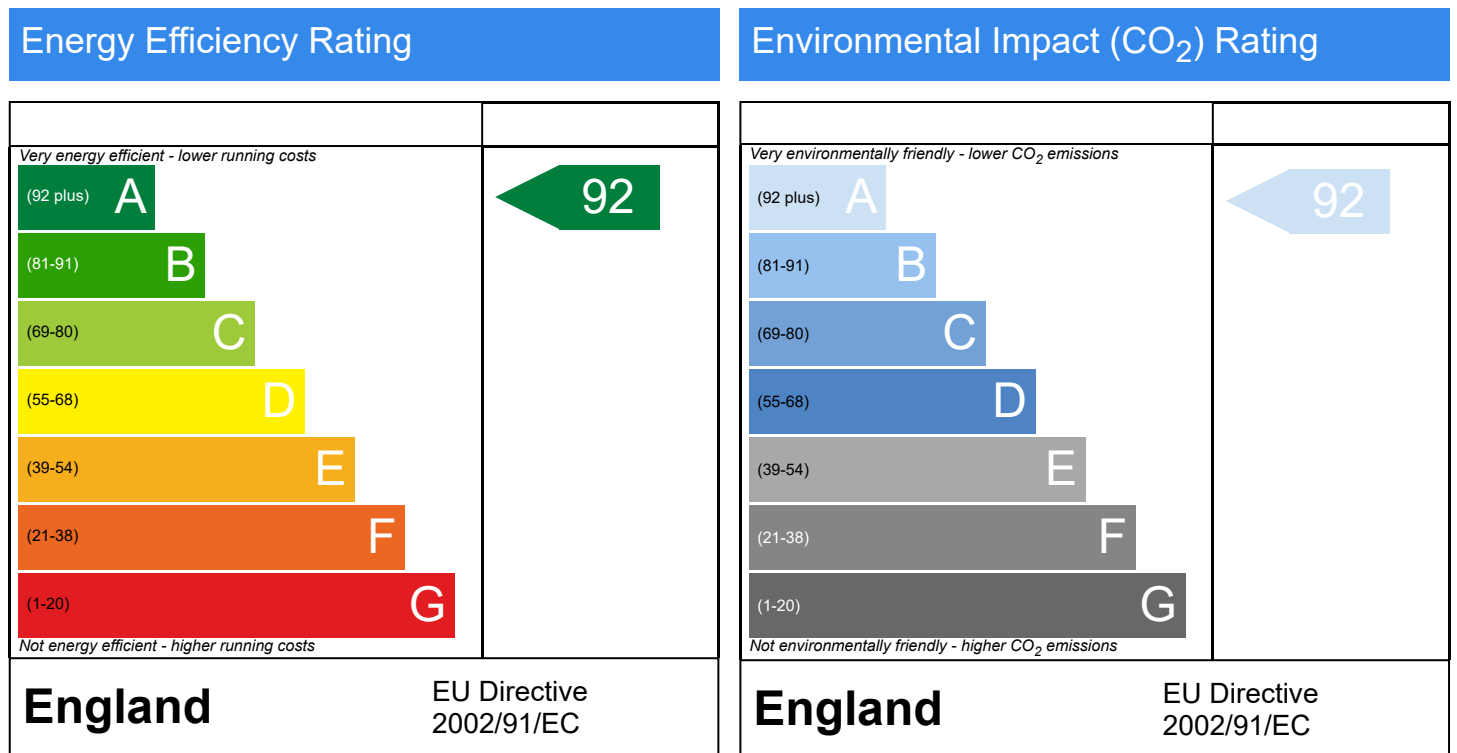 Energy Efficiency Rating
Very energy efficient - lower running costs
(92 plus) A
92
(81-91) B
(69-80) C
(55-68) D
(39-54) E
(21-38) F
(1-20) G
Not energy efficient - higher running costs
England
EU Directive
2002/91/EC
Environmental Impact (CO₂) Rating
Very environmentally friendly - lower CO₂ emissions
(92 plus) A
92
(81-91) B
(69-80) C
(55-68) D
(39-54) E
(21-38) F
(1-20) G
Not environmentally friendly - higher CO₂ emissions
England
EU Directive
2002/91/EC